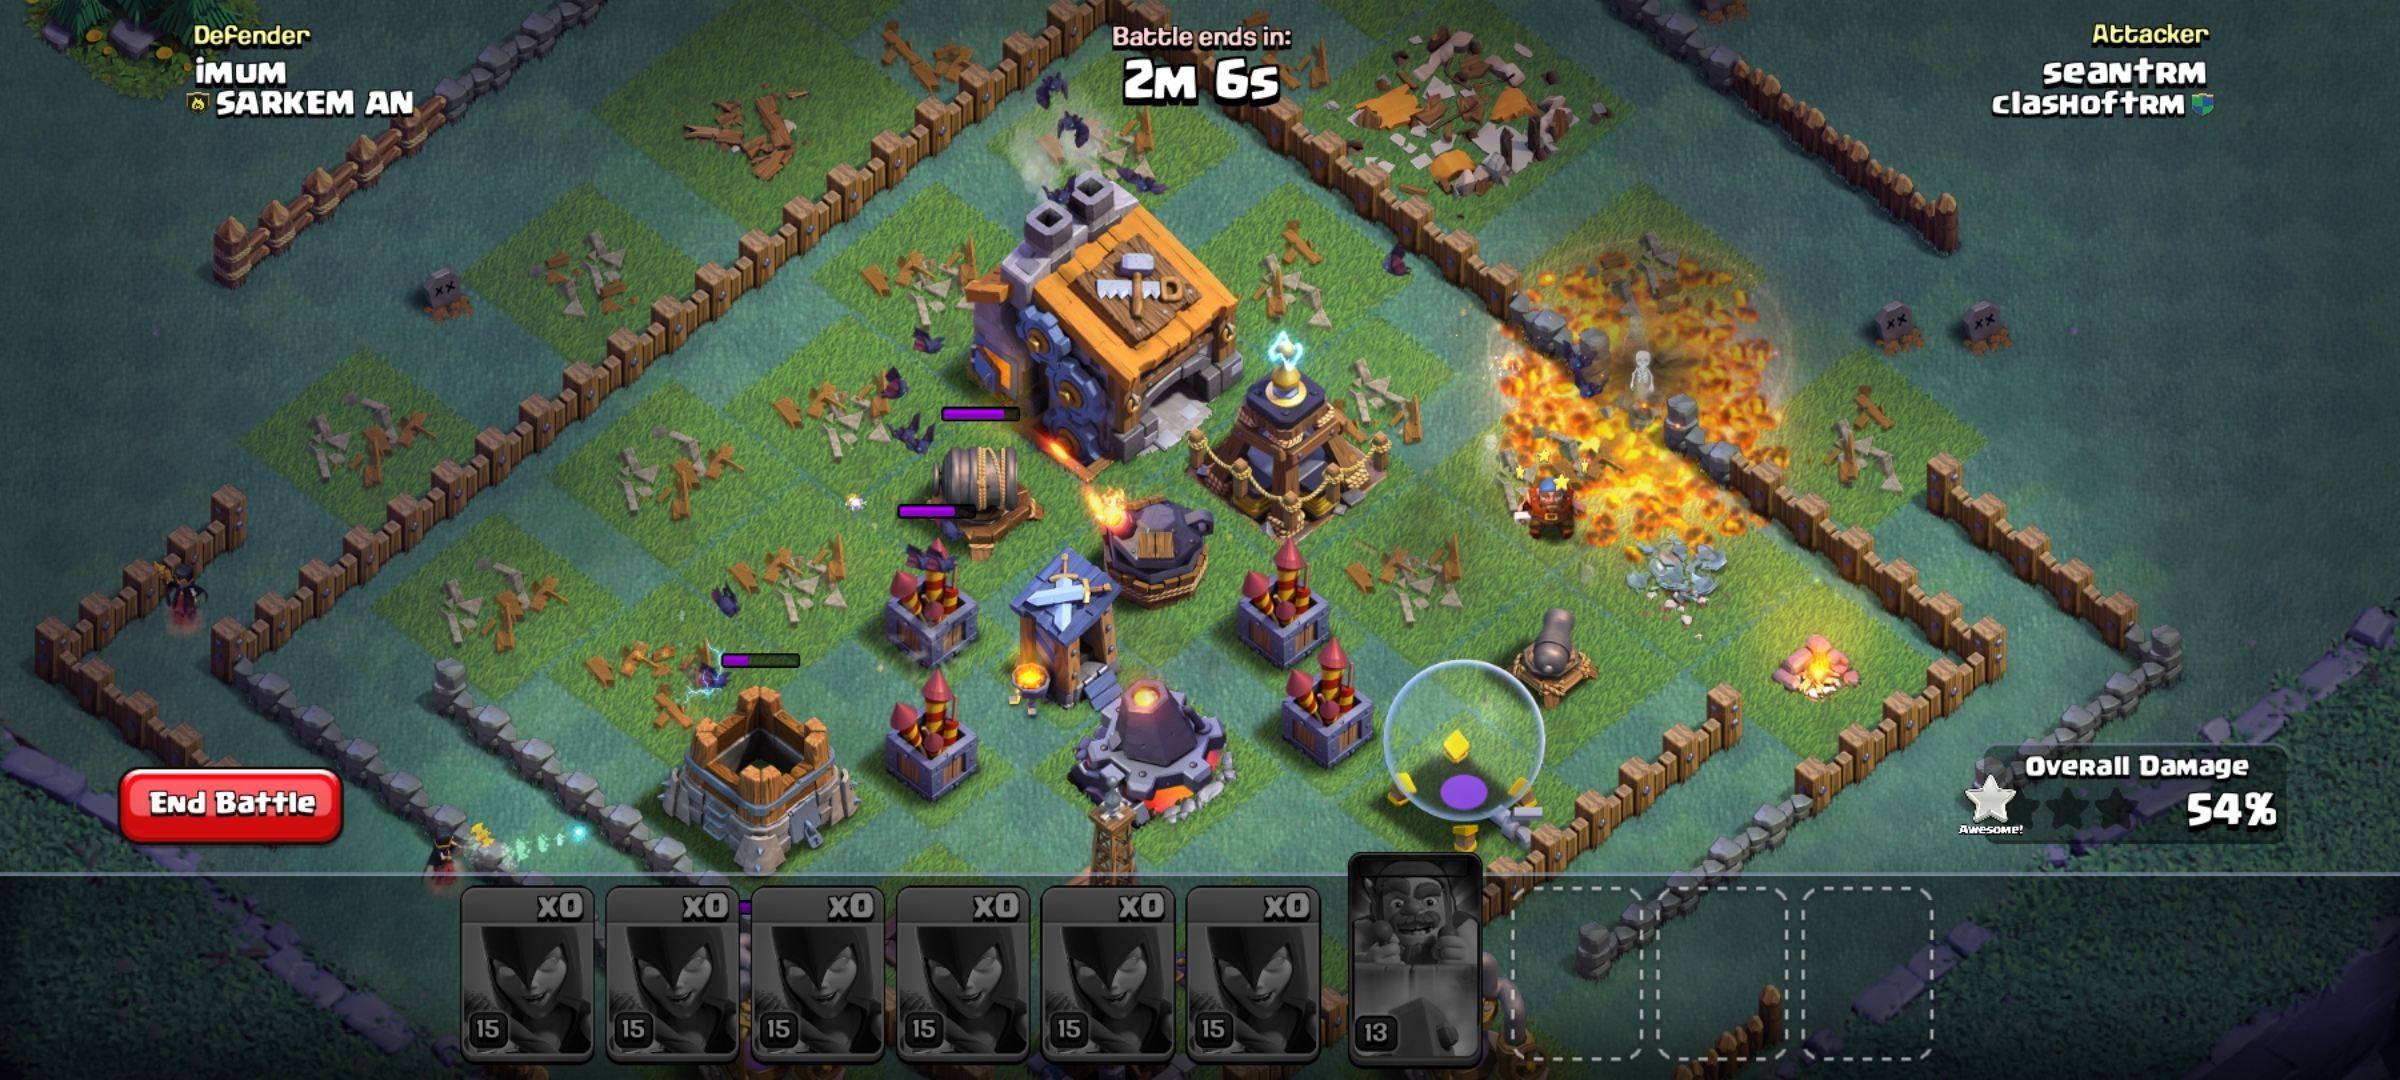 Defender
iMUM
SARKEM AN
Battle ends in:
2M 6S
Attacker
seantRM
clashoftRM
End Battle
Overall Damage
54%
Awesome!
x0
x0
x0
x0
x0
x0
15
15
15
15
15
15
13